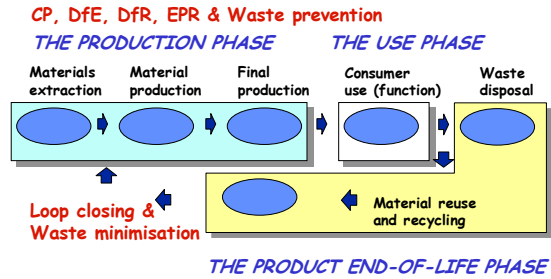 CP, DfE, DfR, EPR & Waste prevention
THE PRODUCTION PHASE
THE USE PHASE
Materials
extraction
Material
production
Final
production
Consumer
use (function)
Waste
disposal
Loop closing &
Waste minimisation
Material reuse
and recycling
THE PRODUCT END-OF-LIFE PHASE